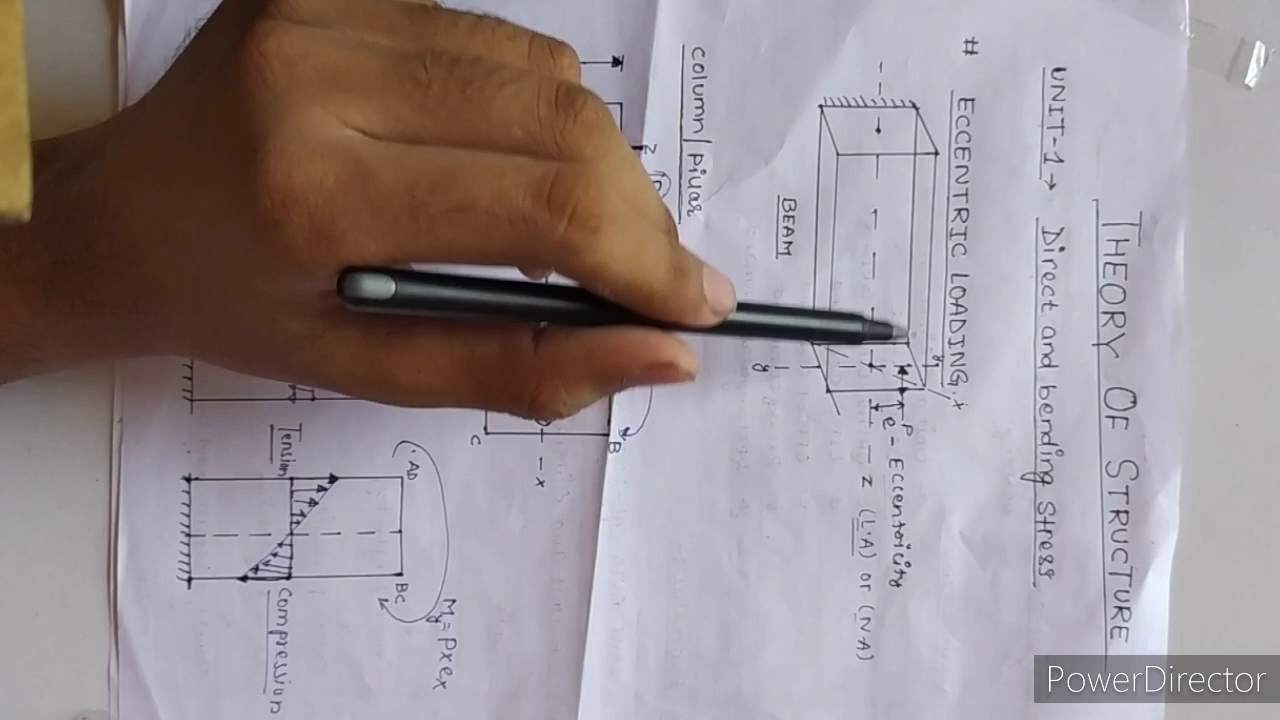 THEORY OF STRUCTURE
UNIT-1→ Direct and bending stress
# ECCENTRIC LOADING:+
P
e - Eccentricity
z (L.A) or (N.A)
y
BEAM
column/Pillar
z
B
C
x
AD
BC
My=Pxex
Tension
Compression
PowerDirector